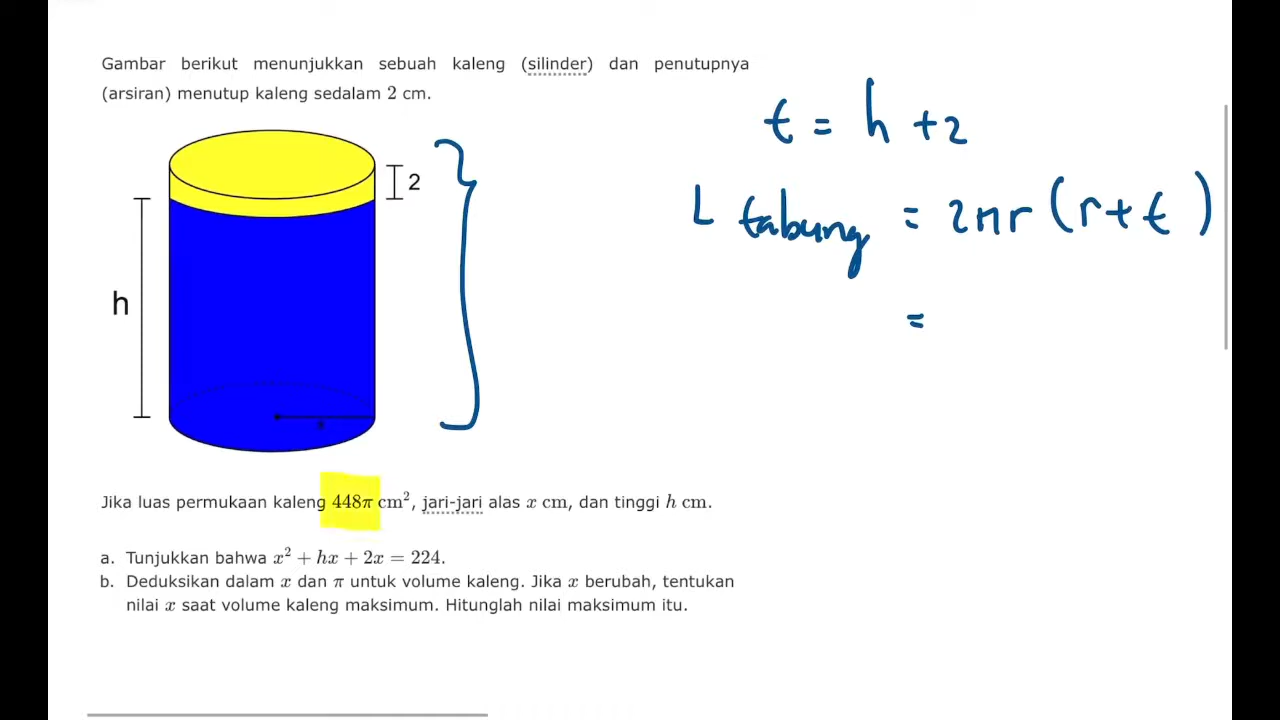 Gambar berikut menunjukkan sebuah kaleng (silinder) dan penutupnya
(arsiran) menutup kaleng sedalam 2 cm.
2
h
t = h + 2
L tabung = 2πr (r + t)
=
Jika luas permukaan kaleng 448π cm², jari-jari alas x cm, dan tinggi h cm.
a. Tunjukkan bahwa x² + hx + 2x = 224.
b. Deduksikan dalam x dan π untuk volume kaleng. Jika x berubah, tentukan
nilai x saat volume kaleng maksimum. Hitunglah nilai maksimum itu.